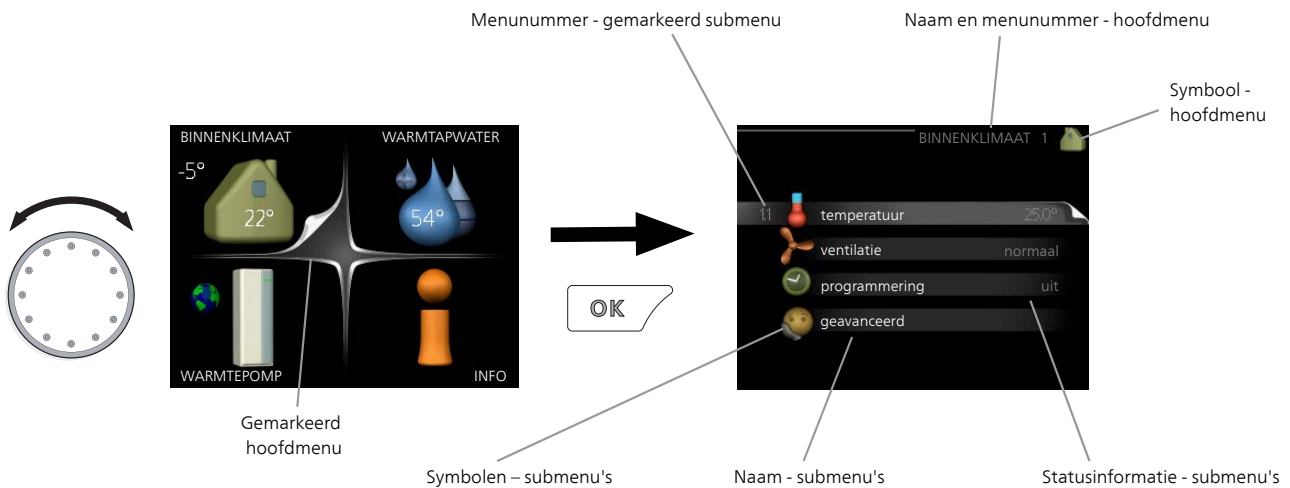 Menunummer - gemarkeerd submenu
Naam en menunummer - hoofdmenu
Symbool -
hoofdmenu
BINNENKLIMAAT
WARMTAPWATER
-5°
22°
54°
WARMTEPOMP
INFO
OK
BINNENKLIMAAT 1
1.1 temperatuur 25.0°
ventilatie normaal
programmering uit
geavanceerd
Gemarkeerd
hoofdmenu
Symbolen – submenu's
Naam - submenu's
Statusinformatie - submenu's